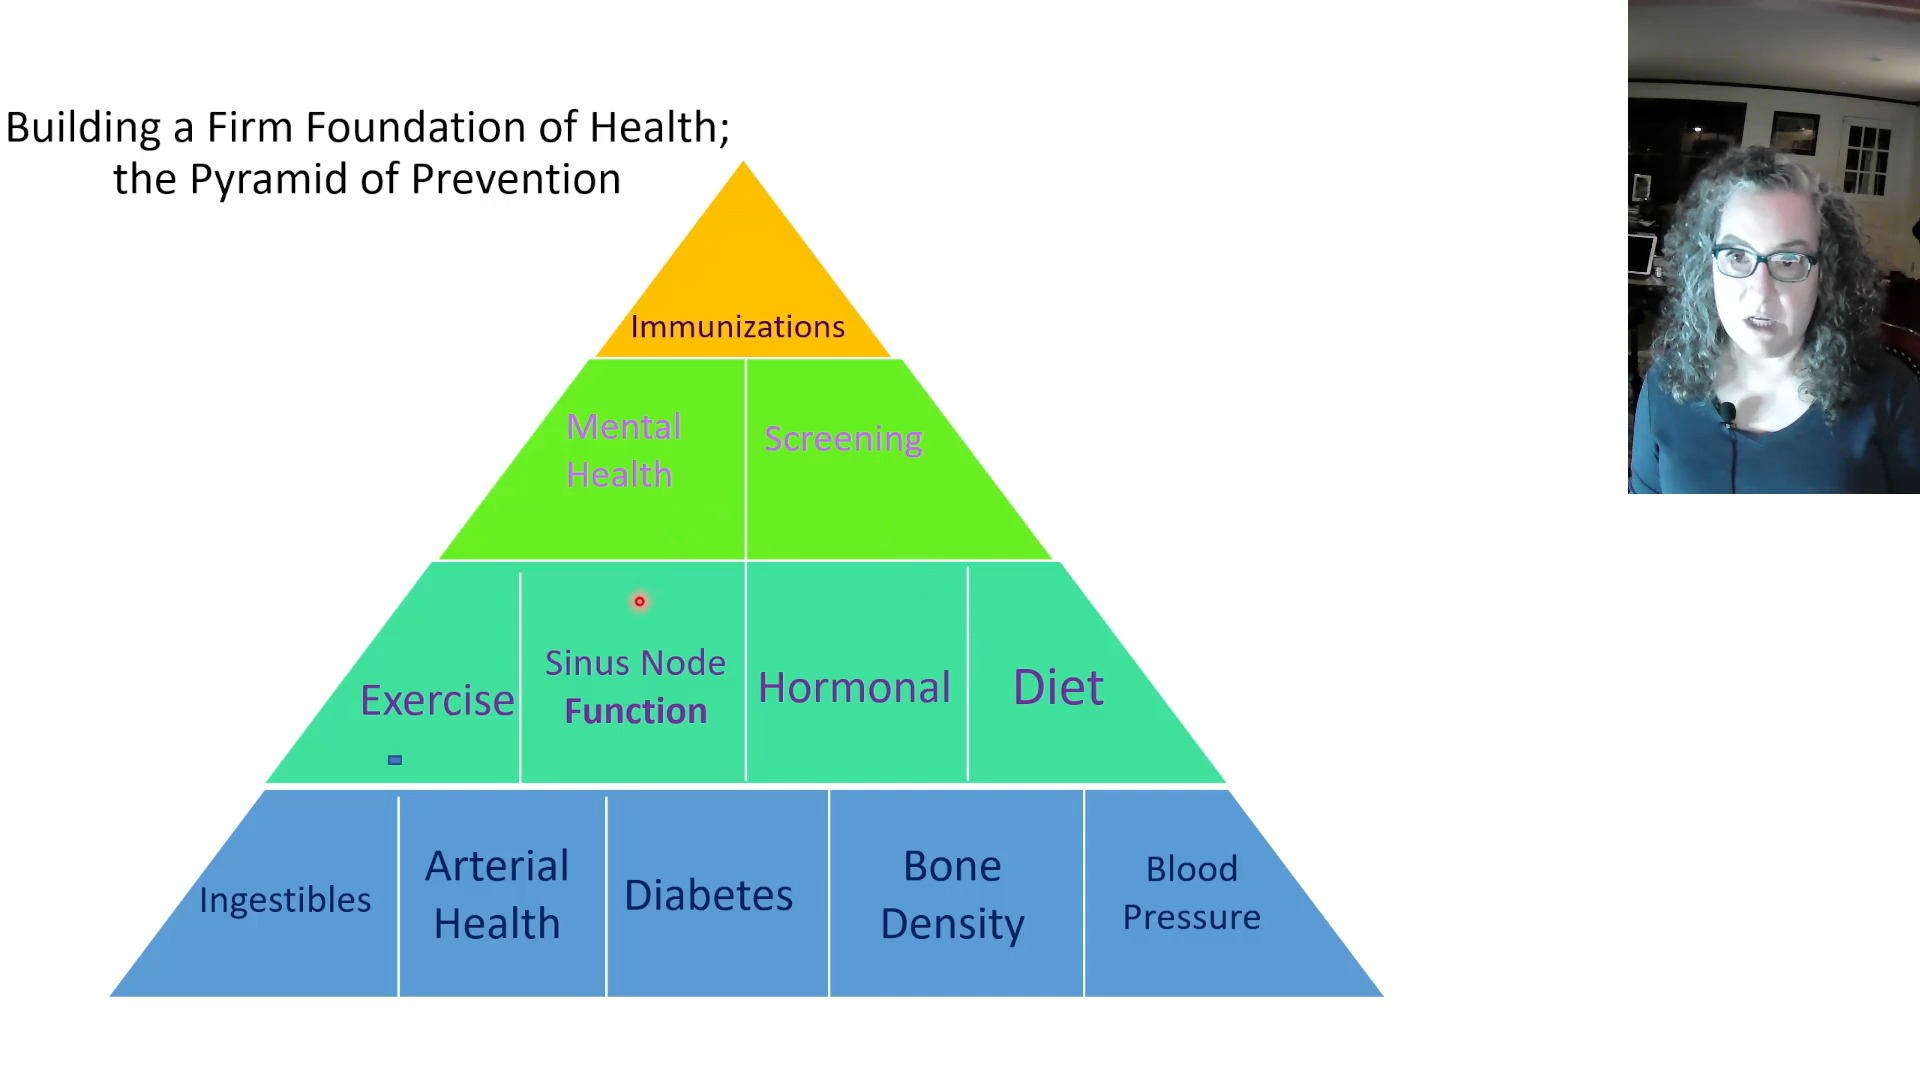 Building a Firm Foundation of Health;
the Pyramid of Prevention
Immunizations
Mental
Health
Screening
Exercise
Sinus Node
Function
Hormonal
Diet
Ingestibles
Arterial
Health
Diabetes
Bone
Density
Blood
Pressure